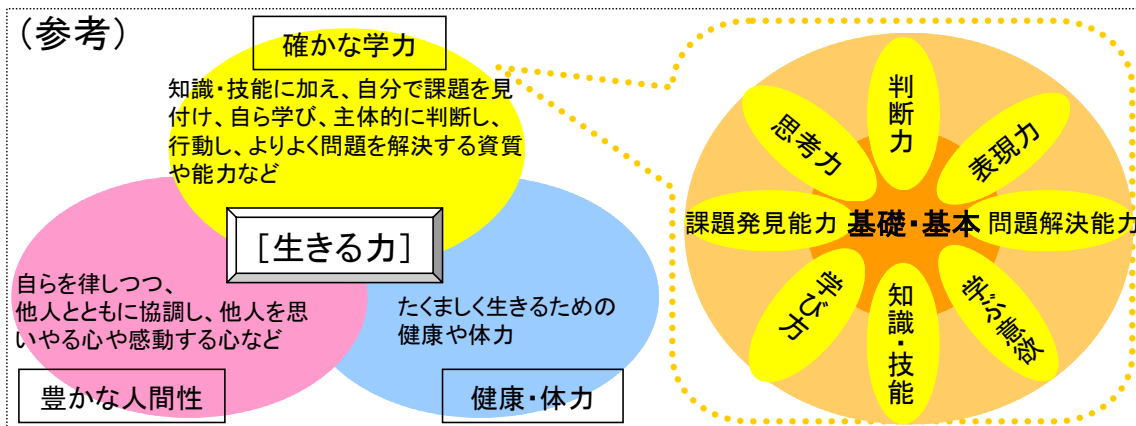 (参考)
確かな学力
知識・技能に加え、自分で課題を見
付け、自ら学び、主体的に判断し、
行動し、よりよく問題を解決する資質
や能力など
[生きる力]
自らを律しつつ、
他人とともに協調し、他人を思
いやる心や感動する心など
豊かな人間性
たくましく生きるための
健康や体力
健康・体力
判断力
思考力
表現力
課題発見能力
基礎・基本
問題解決能力
学び方
知識・技能
学ぶ意欲